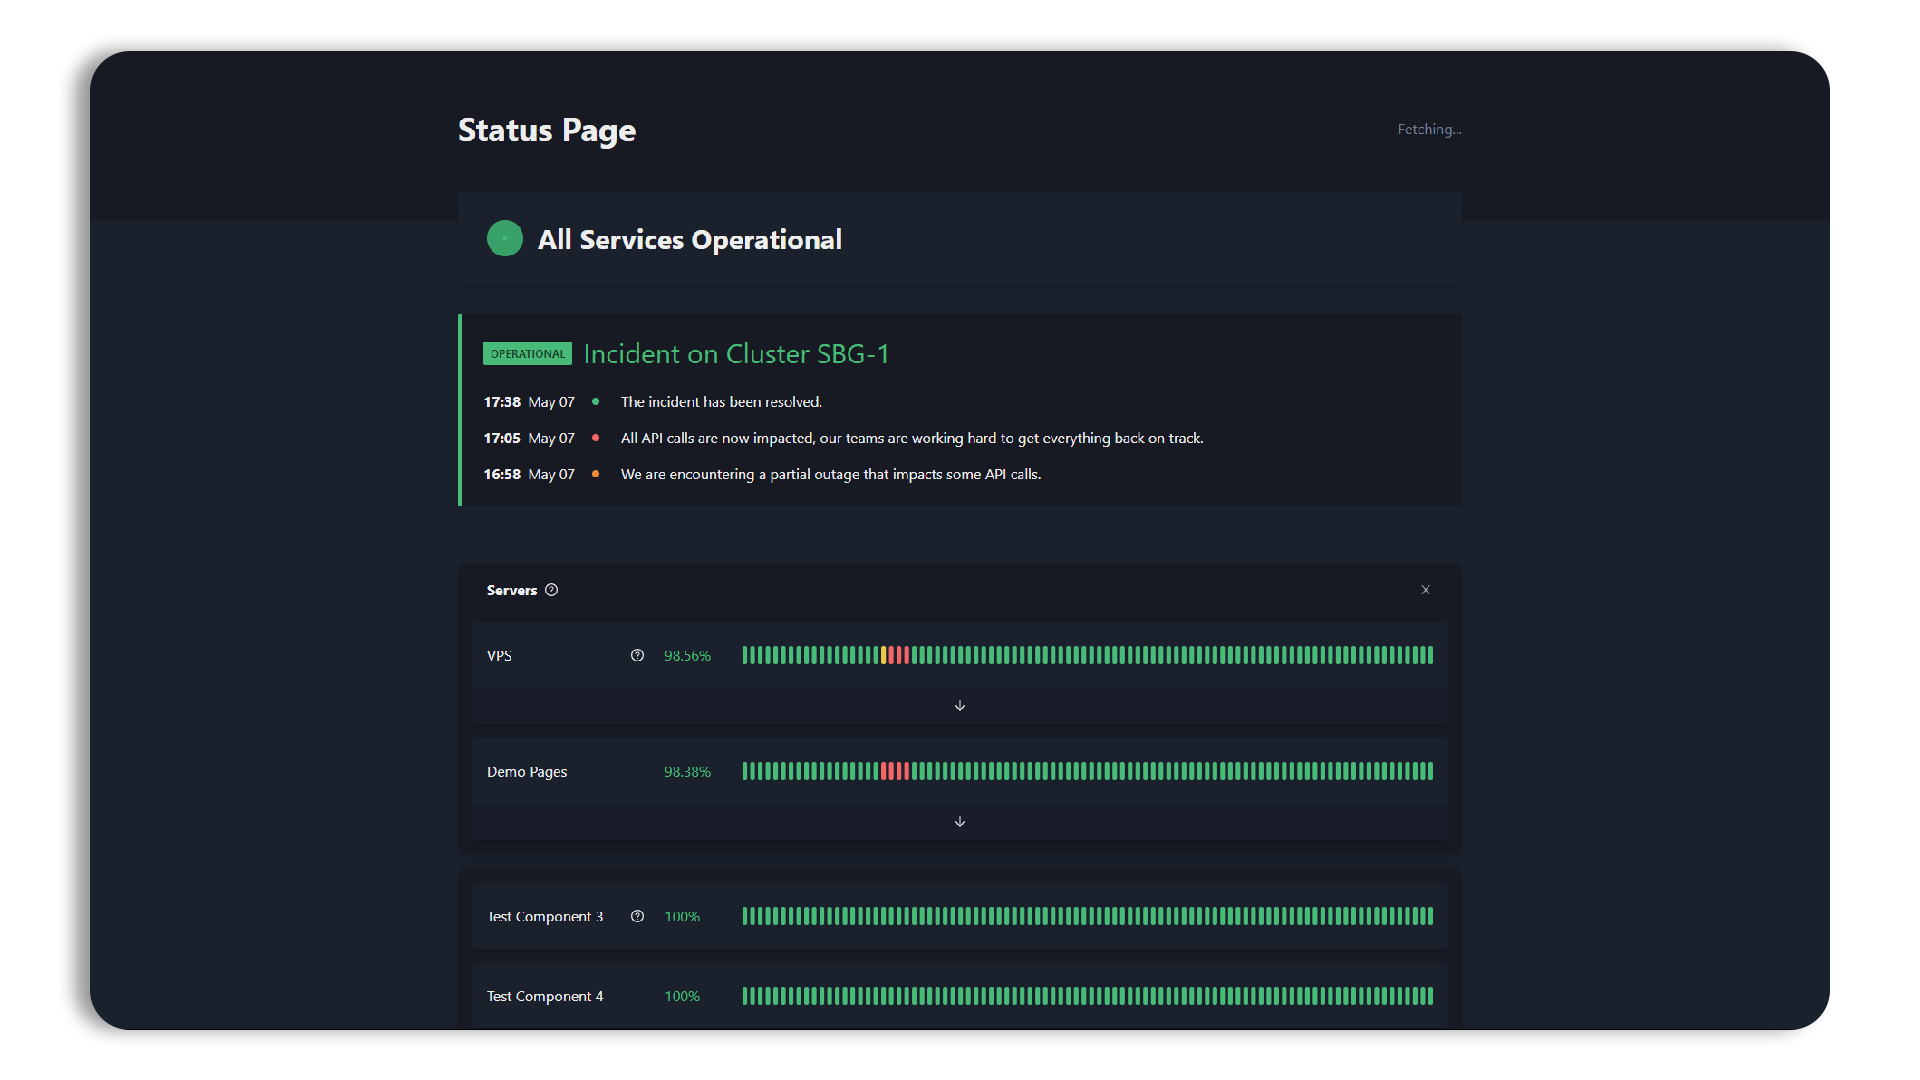 Status Page
Fetching...
All Services Operational
OPERATIONAL Incident on Cluster SBG-1
17:38 May 07 The incident has been resolved.
17:05 May 07 All API calls are now impacted, our teams are working hard to get everything back on track.
16:58 May 07 We are encountering a partial outage that impacts some API calls.
Servers
VPS 98.56%
Demo Pages 98.38%
Test Component 3 100%
Test Component 4 100%